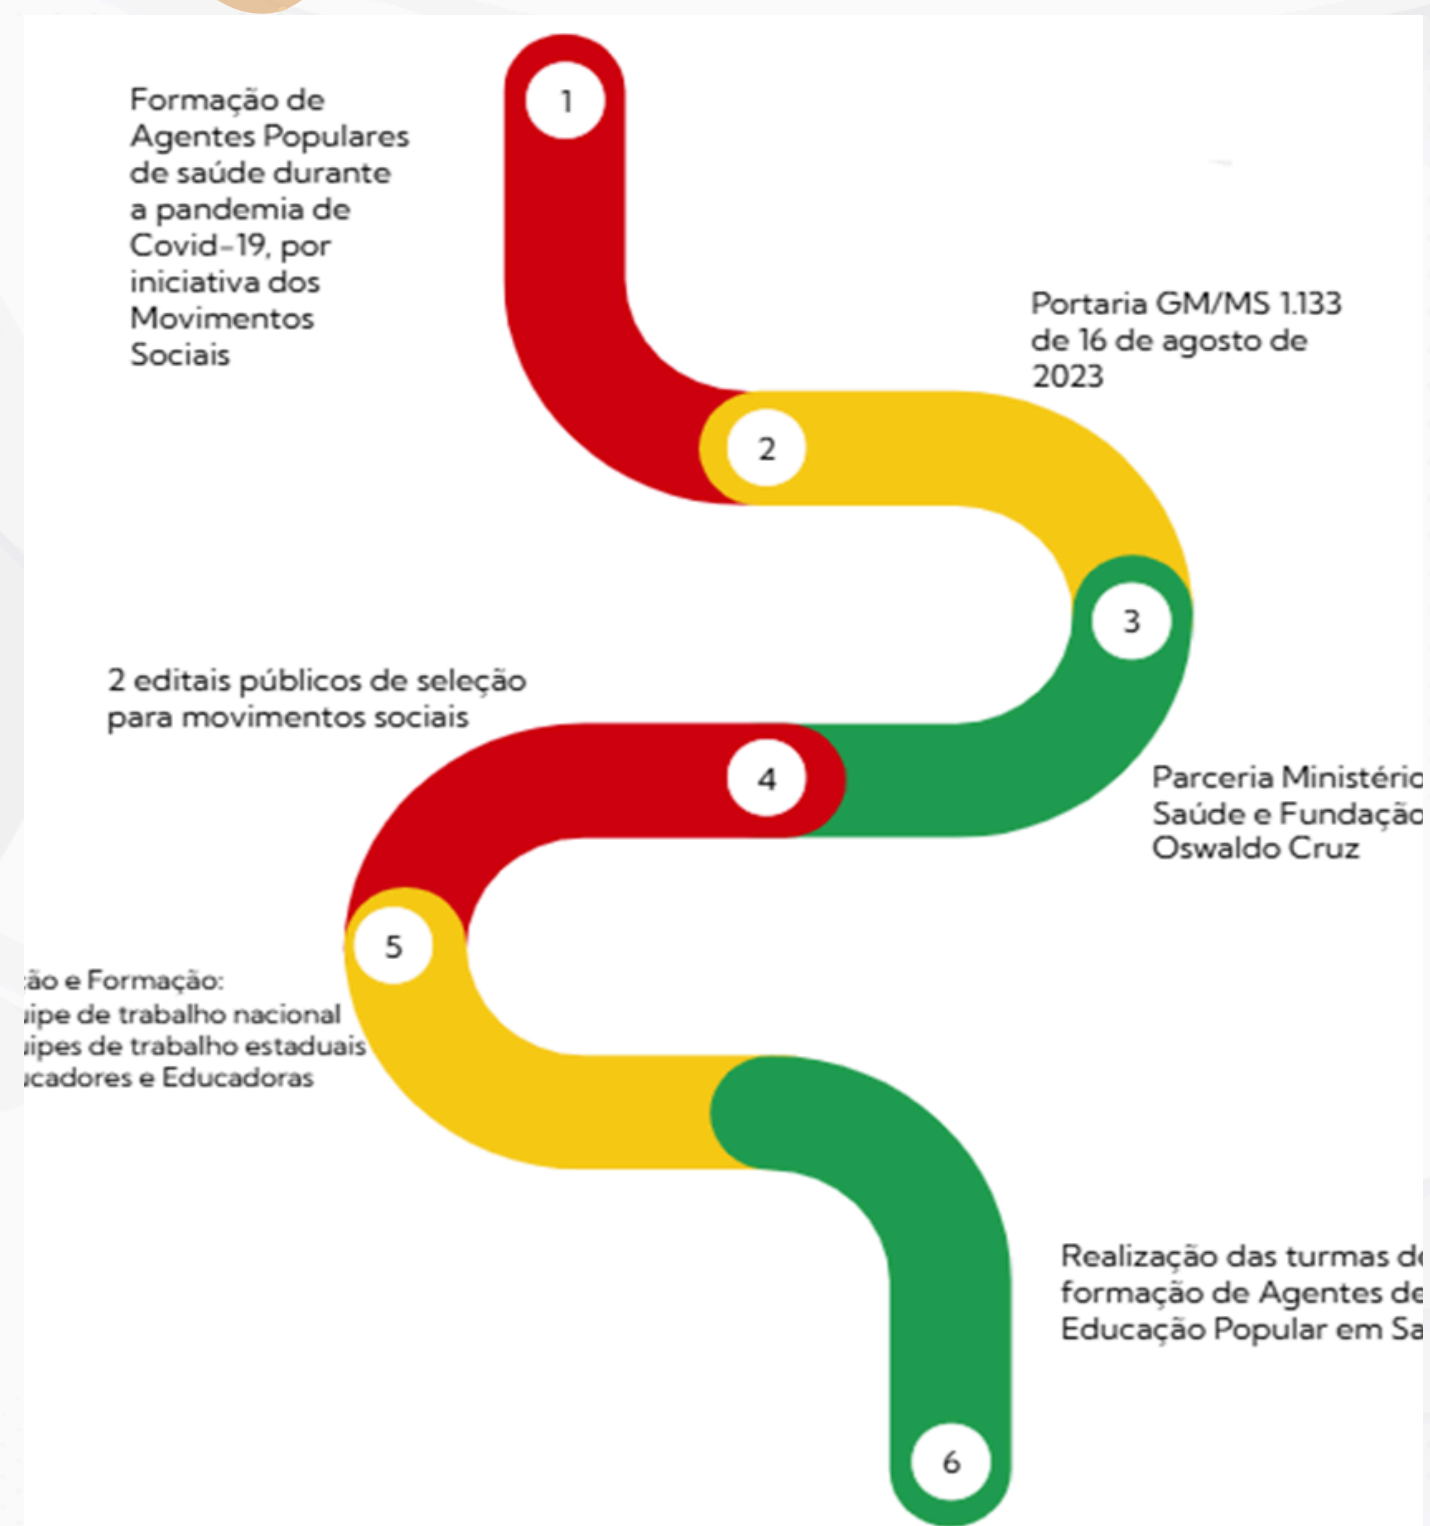 1
Formação de
Agentes Populares
de saúde durante
a pandemia de
Covid-19, por
iniciativa dos
Movimentos
Sociais
2
Portaria GM/MS 1.133
de 16 de agosto de
2023
3
Parceria Ministério
Saúde e Fundação
Oswaldo Cruz
4
2 editais públicos de seleção
para movimentos sociais
5
e Formação:
de trabalho nacional
de trabalho estaduais
e Educadoras
6
Realização das turmas
formação de Agentes de
Educação Popular em